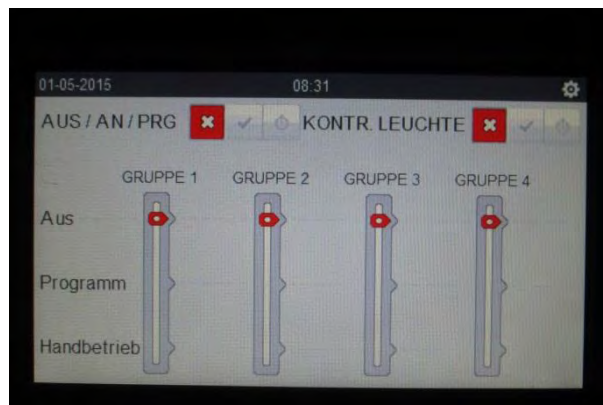 01-05-2015 08:31
AUS / AN / PRG KONTR. LEUCHTE
GRUPPE 1 GRUPPE 2 GRUPPE 3 GRUPPE 4
Aus
Programm
Handbetrieb